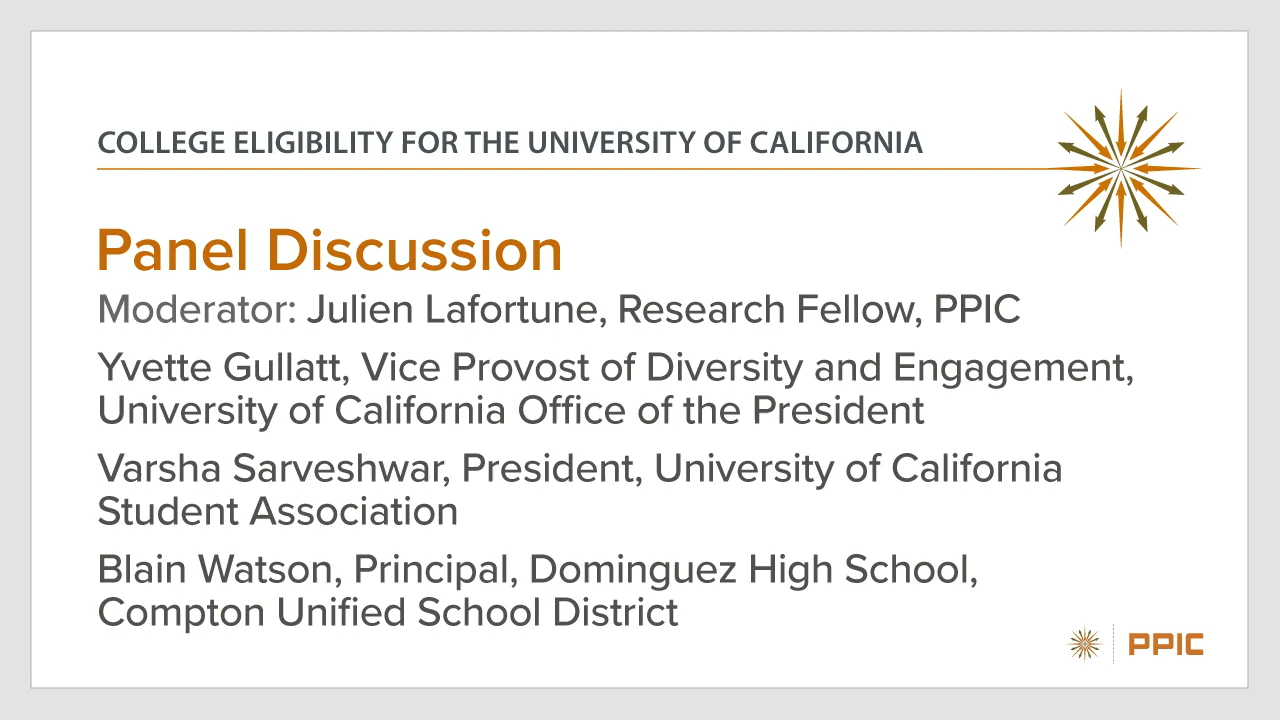 COLLEGE ELIGIBILITY FOR THE UNIVERSITY OF CALIFORNIA
Panel Discussion
Moderator: Julien Lafortune, Research Fellow, PPIC
Yvette Gullatt, Vice Provost of Diversity and Engagement,
University of California Office of the President
Varsha Sarveshwar, President, University of California
Student Association
Blain Watson, Principal, Dominguez High School,
Compton Unified School District
PPIC